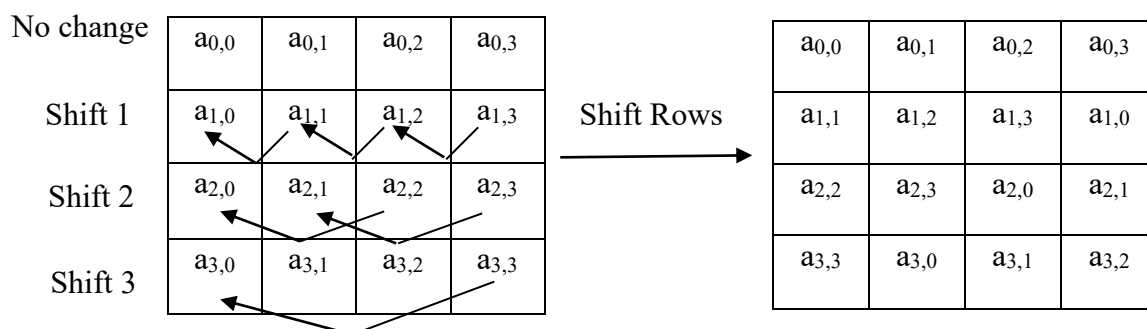 No change a₀,₀ a₀,₁ a₀,₂ a₀,₃ a₀,₀ a₀,₁ a₀,₂ a₀,₃
Shift 1 a₁,₀ a₁,₁ a₁,₂ a₁,₃ Shift Rows a₁,₁ a₁,₂ a₁,₃ a₁,₀
Shift 2 a₂,₀ a₂,₁ a₂,₂ a₂,₃ a₂,₂ a₂,₃ a₂,₀ a₂,₁
Shift 3 a₃,₀ a₃,₁ a₃,₂ a₃,₃ a₃,₃ a₃,₀ a₃,₁ a₃,₂